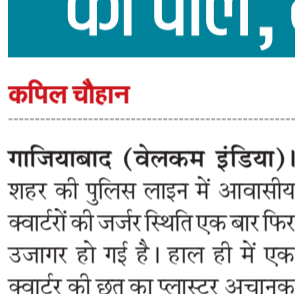 की पोल,
कपिल चौहान
गाजियाबाद (वेलकम इंडिया)।
शहर की पुलिस लाइन में आवासीय
क्वार्टरों की जर्जर स्थिति एक बार फिर
उजागर हो गई है। हाल ही में एक
क्वार्टर की छत का प्लास्टर अचानक